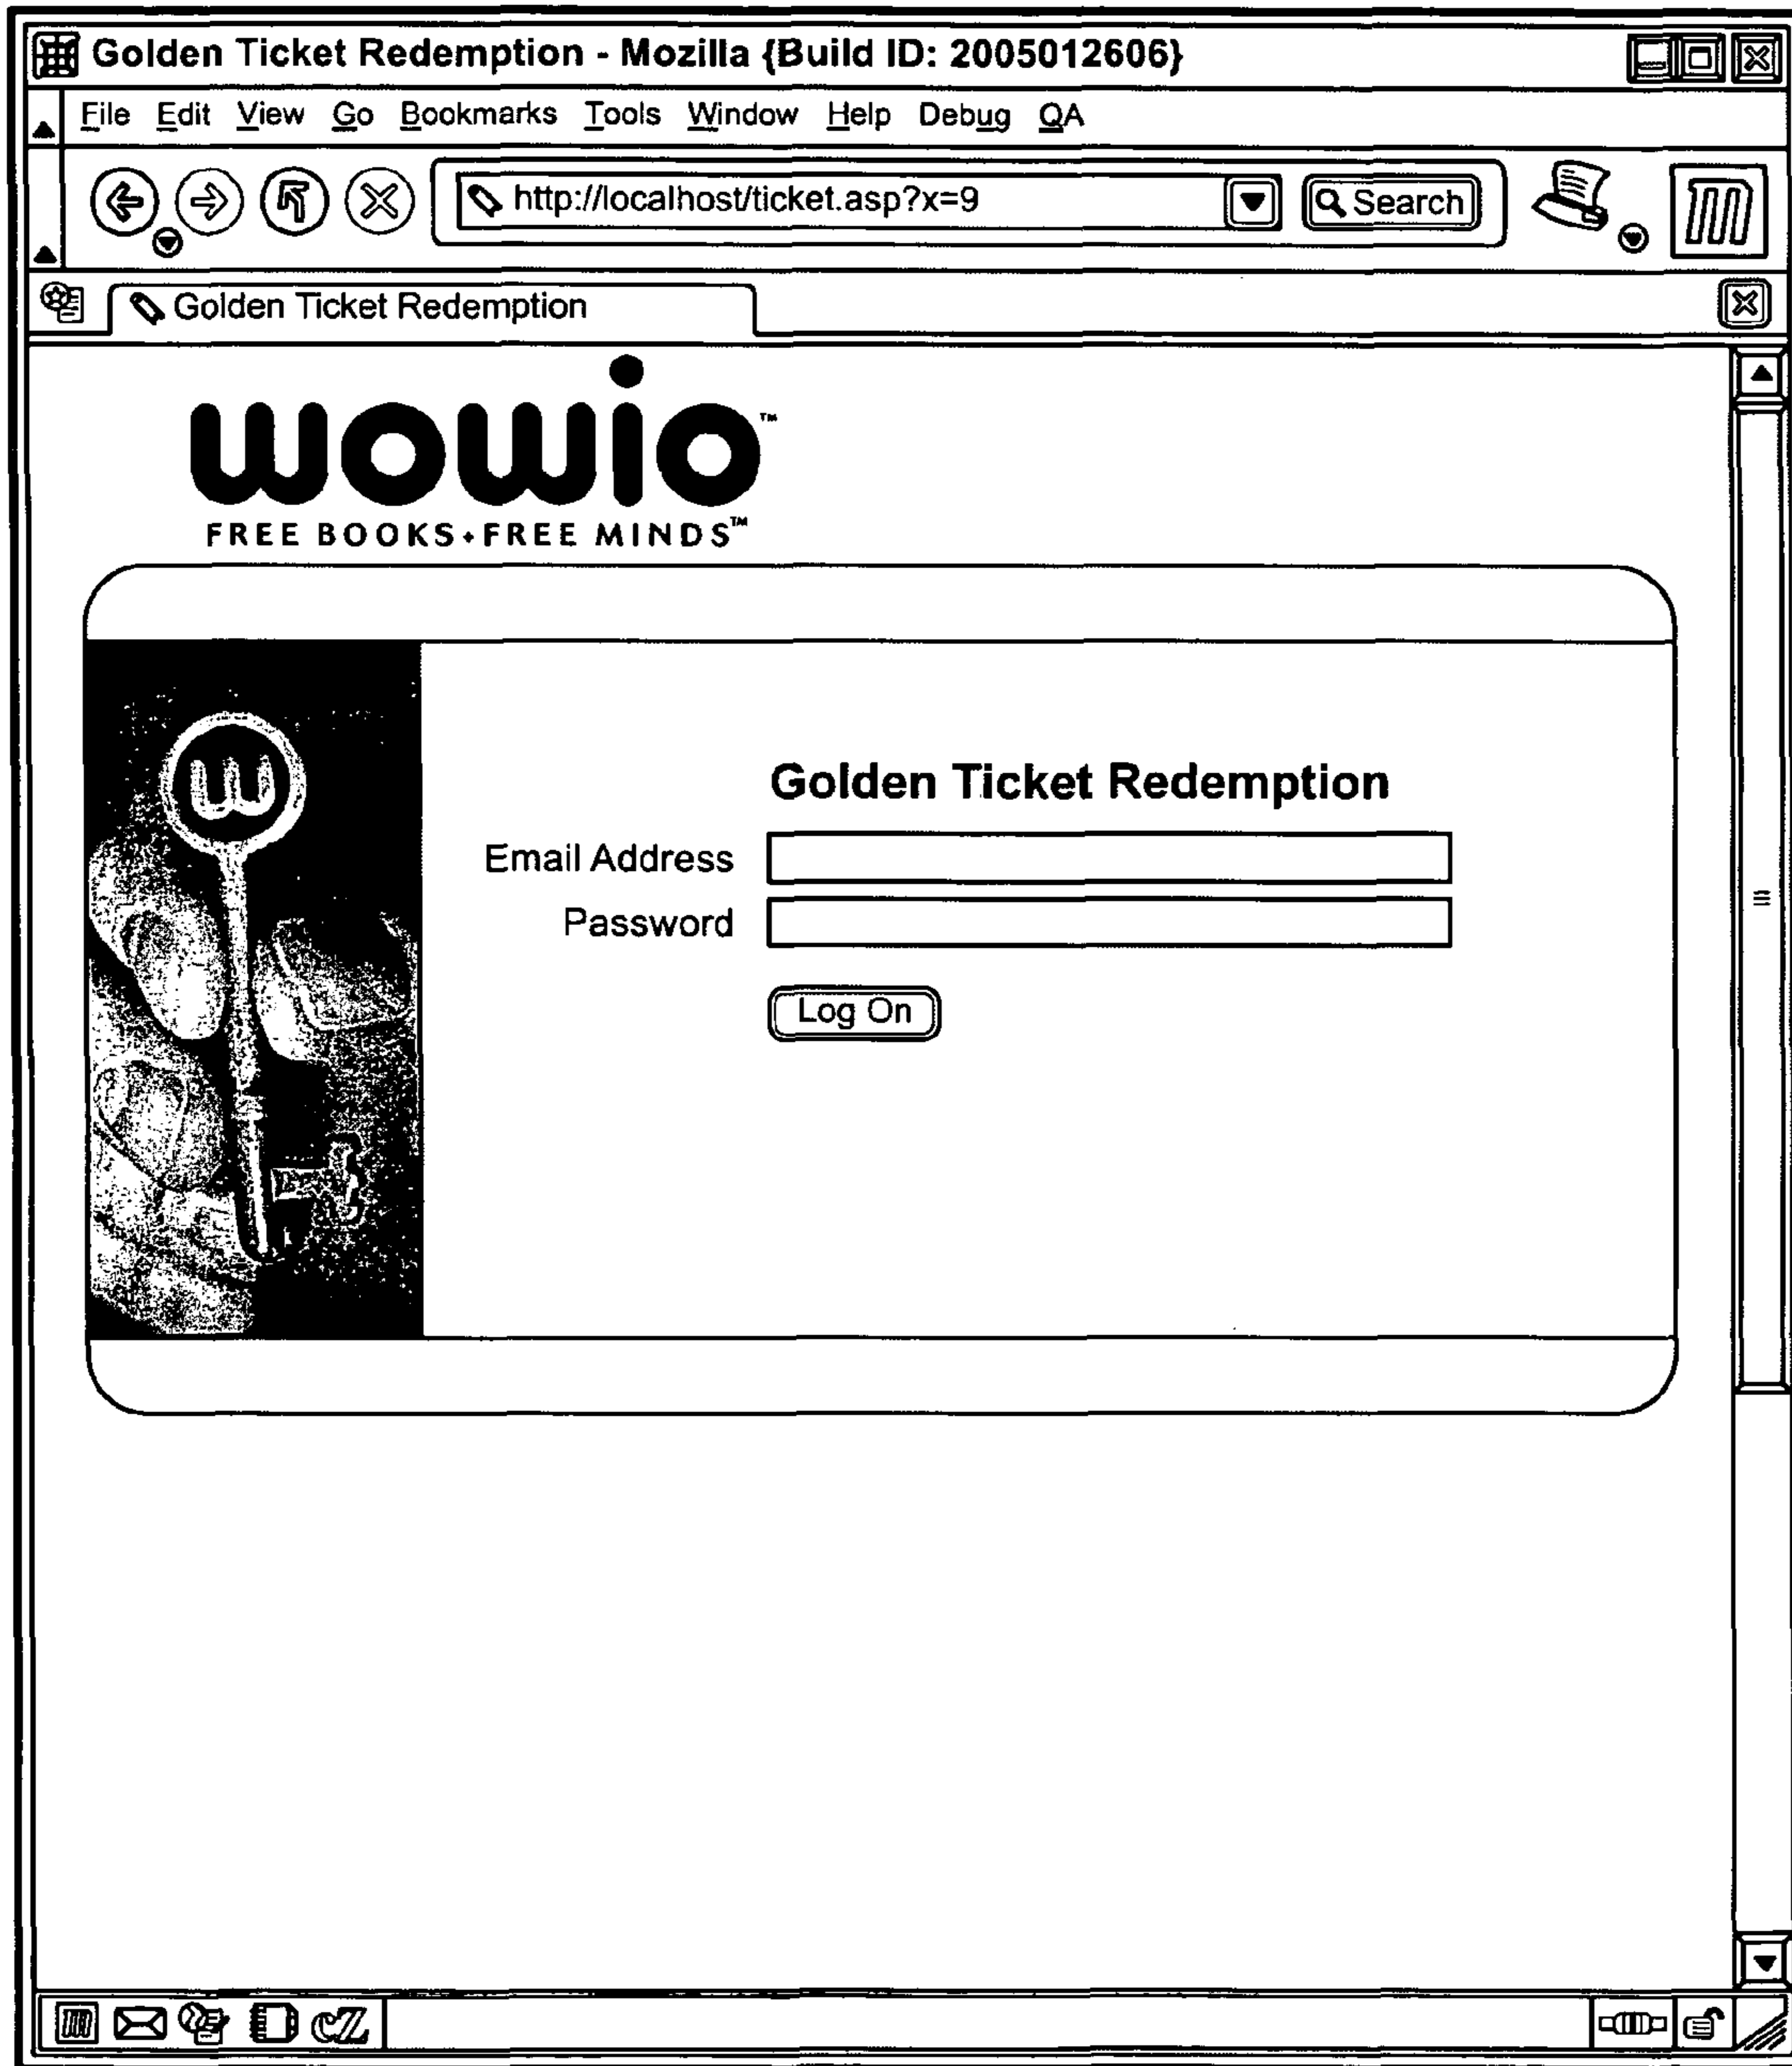 Golden Ticket Redemption - Mozilla {Build ID: 2005012606}
File Edit View Go Bookmarks Tools Window Help Debug QA
http://localhost/ticket.asp?x=9
Search
m
Golden Ticket Redemption
wowio™
FREE BOOKS•FREE MINDS™
w
Golden Ticket Redemption
Email Address
Password
Log On
m cZ